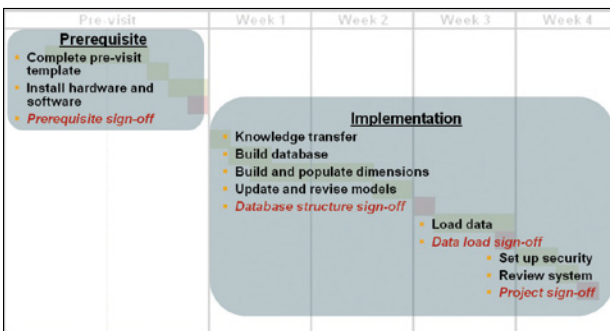 Pre-visit Week 1 Week 2 Week 3 Week 4
Prerequisite
Complete pre-visit
template
Install hardware and
software
Prerequisite sign-off
Implementation
Knowledge transfer
Build database
Build and populate dimensions
Update and revise models
Database structure sign-off
Load data
Data load sign-off
Set up security
Review system
Project sign-off